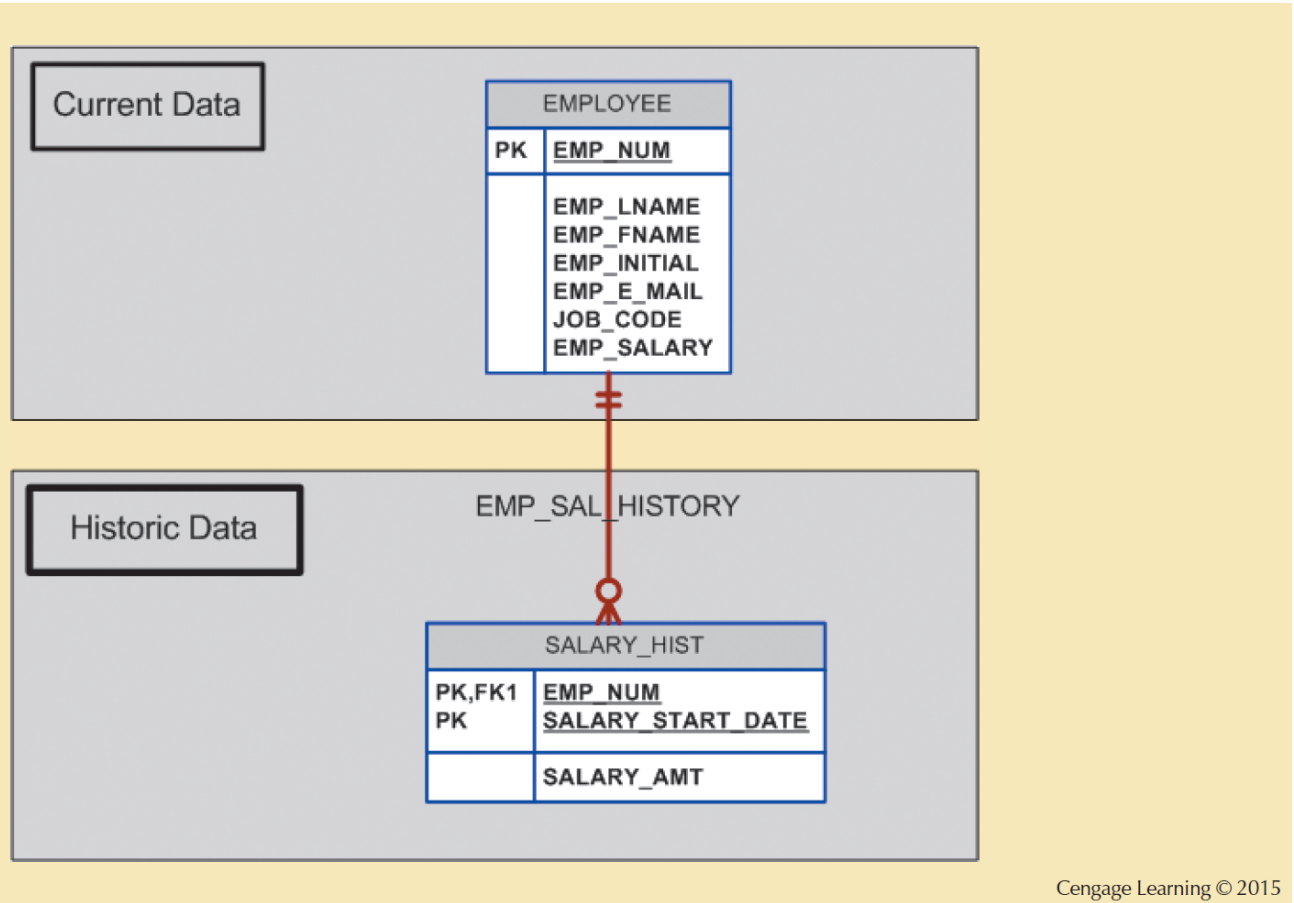 Current Data
EMPLOYEE
PK EMP_NUM
EMP_LNAME
EMP_FNAME
EMP_INITIAL
EMP_E_MAIL
JOB_CODE
EMP_SALARY
Historic Data
EMP_SAL_HISTORY
SALARY_HIST
PK,FK1 EMP_NUM
PK SALARY_START_DATE
SALARY_AMT
Cengage Learning © 2015